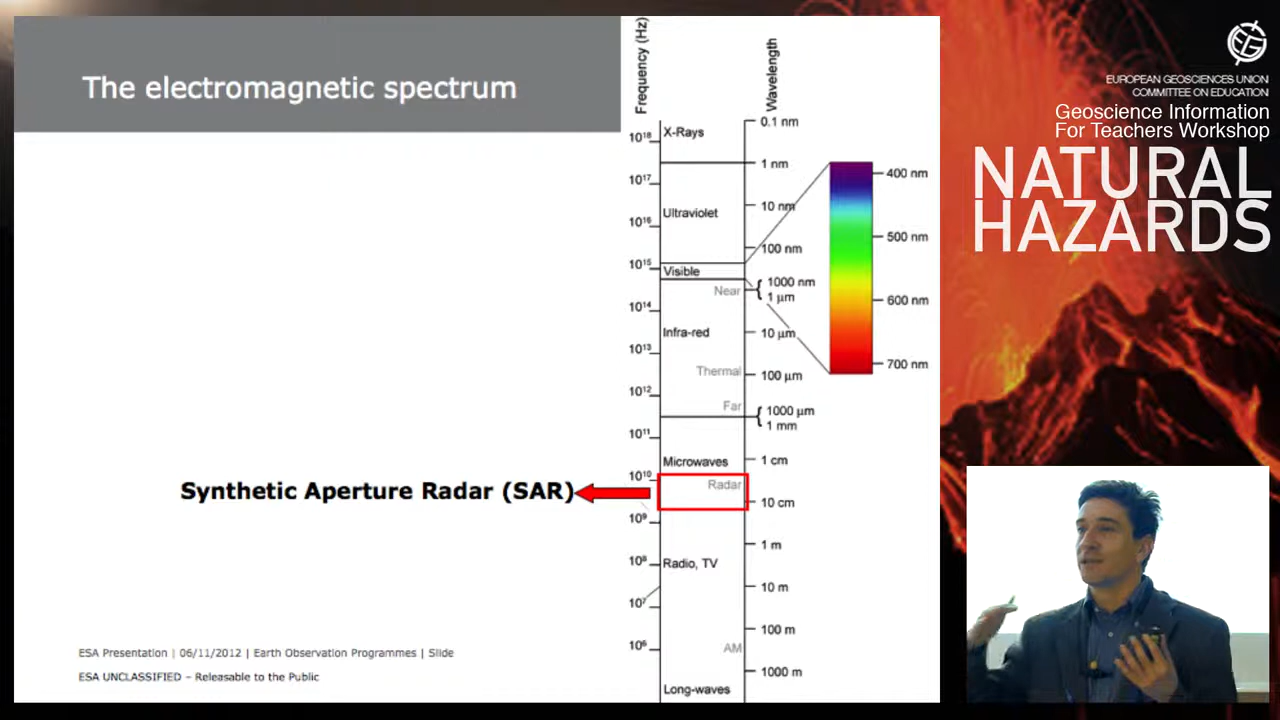 The electromagnetic spectrum
Frequency (Hz)
Wavelength
10¹⁸
10¹⁷
10¹⁶
10¹⁵
10¹⁴
10¹³
10¹²
10¹¹
10¹⁰
10⁹
10⁸
10⁷
10⁶
X-Rays
Ultraviolet
Visible
Near
Infra-red
Thermal
Far
Microwaves
Radar
Radio, TV
AM
Long-waves
0.1 nm
1 nm
10 nm
100 nm
1000 nm
1 µm
10 µm
100 µm
1000 µm
1 mm
1 cm
10 cm
1 m
10 m
100 m
1000 m
400 nm
500 nm
600 nm
700 nm
Synthetic Aperture Radar (SAR)
ESA Presentation | 06/11/2012 | Earth Observation Programmes | Slide
ESA UNCLASSIFIED – Releasable to the Public
EGU
EUROPEAN GEOSCIENCES UNION
COMMITTEE ON EDUCATION
Geoscience Information
For Teachers Workshop
NATURAL
HAZARDS